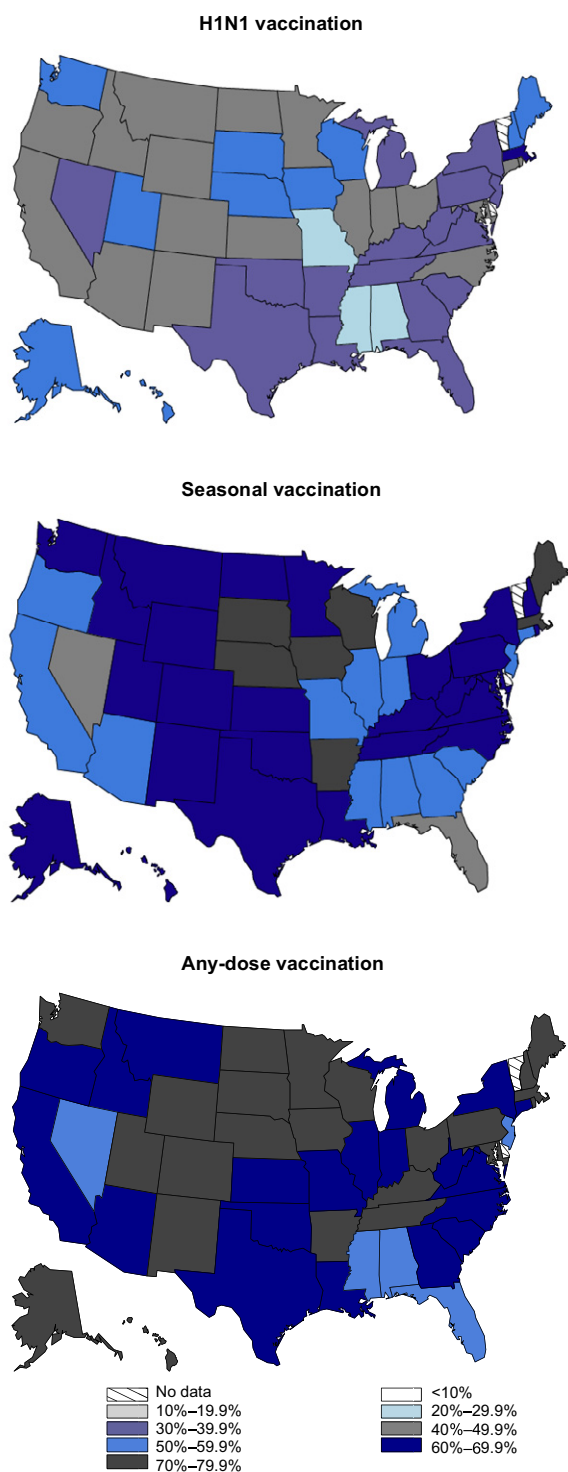 H1N1 vaccination
Seasonal vaccination
Any-dose vaccination
No data
10%–19.9%
30%–39.9%
50%–59.9%
70%–79.9%
<10%
20%–29.9%
40%–49.9%
60%–69.9%